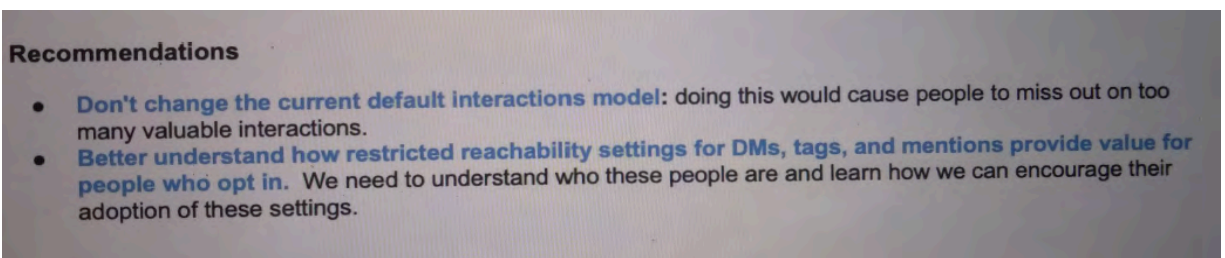 Recommendations
● Don't change the current default interactions model: doing this would cause people to miss out on too
many valuable interactions.
● Better understand how restricted reachability settings for DMs, tags, and mentions provide value for
people who opt in. We need to understand who these people are and learn how we can encourage their
adoption of these settings.